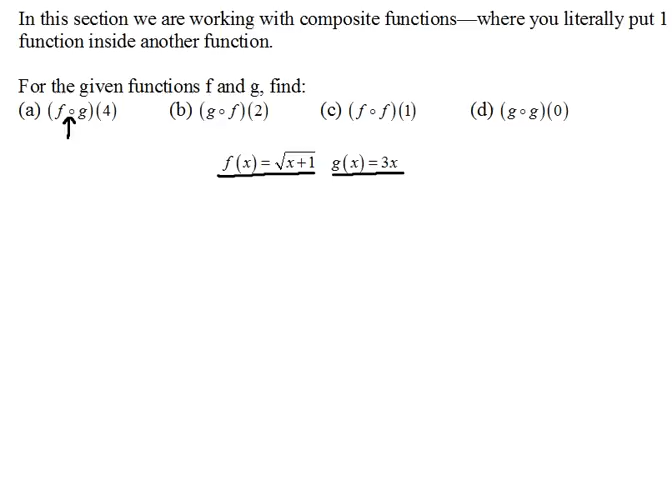 In this section we are working with composite functions—where you literally put 1
function inside another function.
For the given functions f and g, find:
(a) (f∘g)(4) (b) (g∘f)(2) (c) (f∘f)(1) (d) (g∘g)(0)
f(x)=√(x+1) g(x)=3x